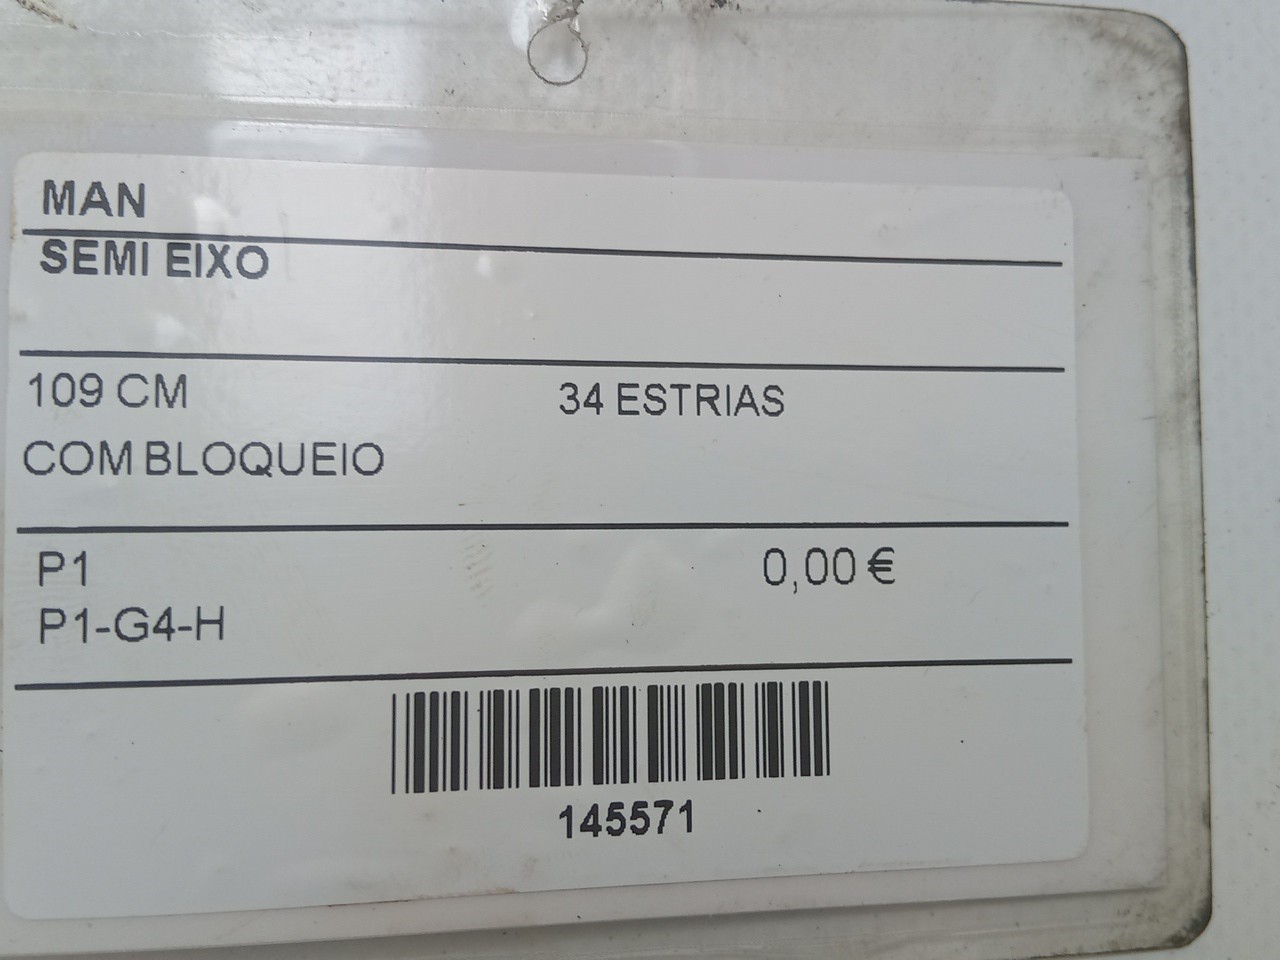 MAN
SEMI EIXO
109 CM 34 ESTRIAS
COM BLOQUEIO
P1 0,00 €
P1-G4-H
145571